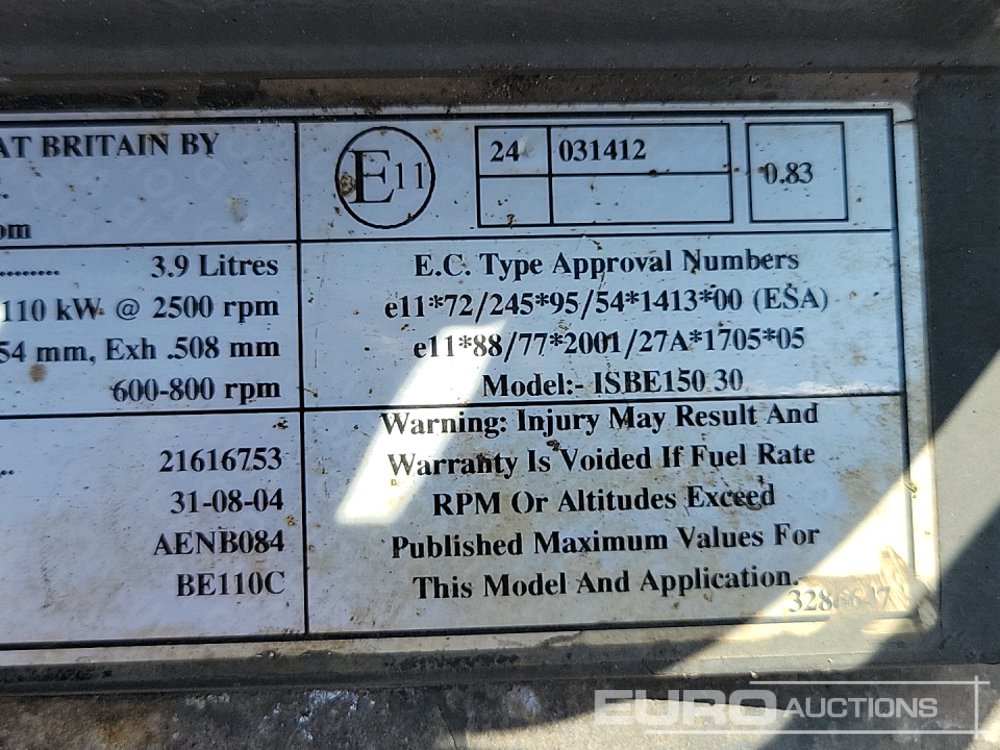 AT BRITAIN BY
om
3.9 Litres
110 kW @ 2500 rpm
54 mm, Exh .508 mm
600-800 rpm
21616753
31-08-04
AENB084
BE110C
E11
24 031412
0.83
E.C. Type Approval Numbers
e11*72/245*95/54*1413*00 (ESA)
e11*88/77*2001/27A*1705*05
Model:- ISBE150 30
Warning: Injury May Result And
Warranty Is Voided If Fuel Rate
RPM Or Altitudes Exceed
Published Maximum Values For
This Model And Application.
EURO AUCTIONS